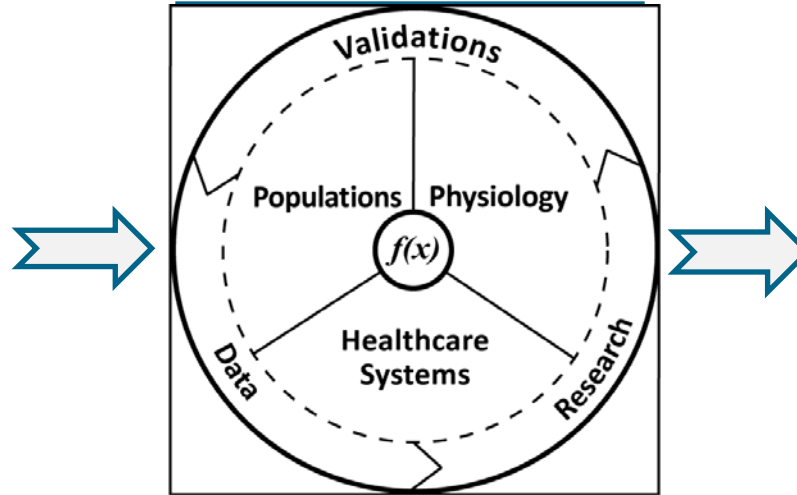 Validations
Populations
Physiology
f(x)
Healthcare
Systems
Data
Research